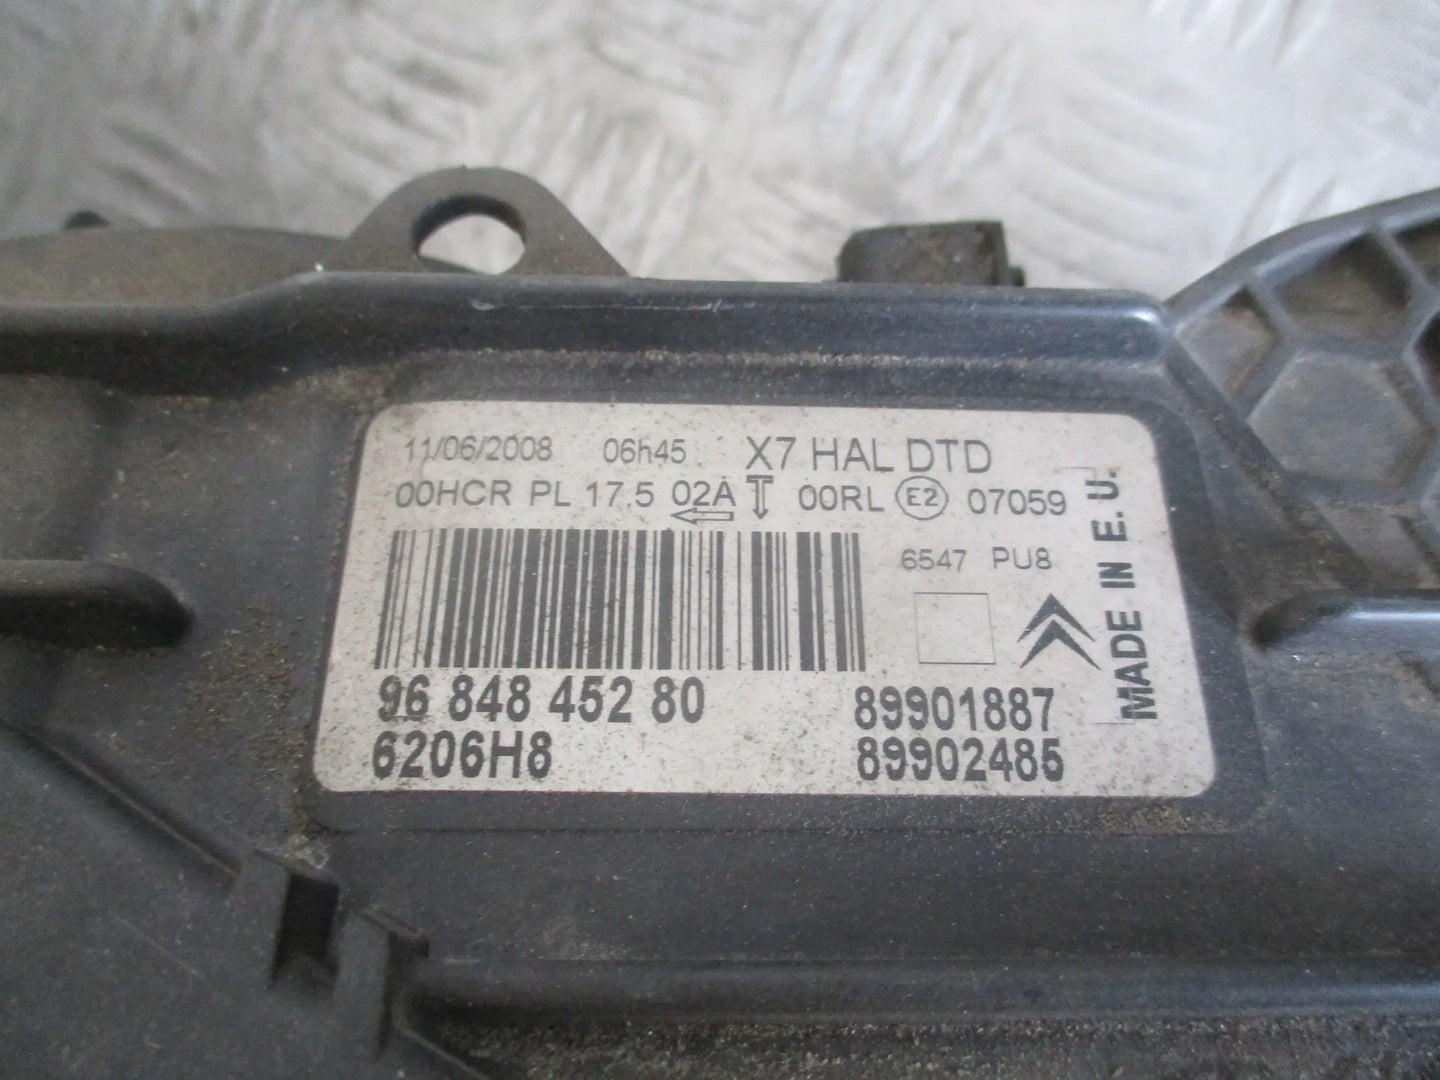 11/06/2008 06h45 X7 HAL DTD
00HCR PL 17.5 02A 00RL E2 07059
6547 PU8
MADE IN E.U.
96 848 452 80 89901887
6206H8 89902485